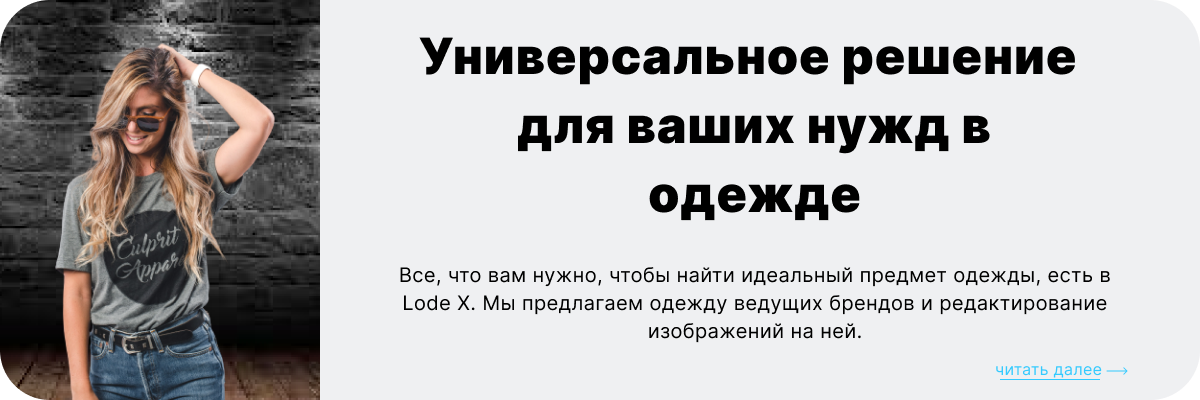 Универсальное решение
для ваших нужд в
одежде
Все, что вам нужно, чтобы найти идеальный предмет одежды, есть в
Lode X. Мы предлагаем одежду ведущих брендов и редактирование
изображений на ней.
читать далее
Culprit